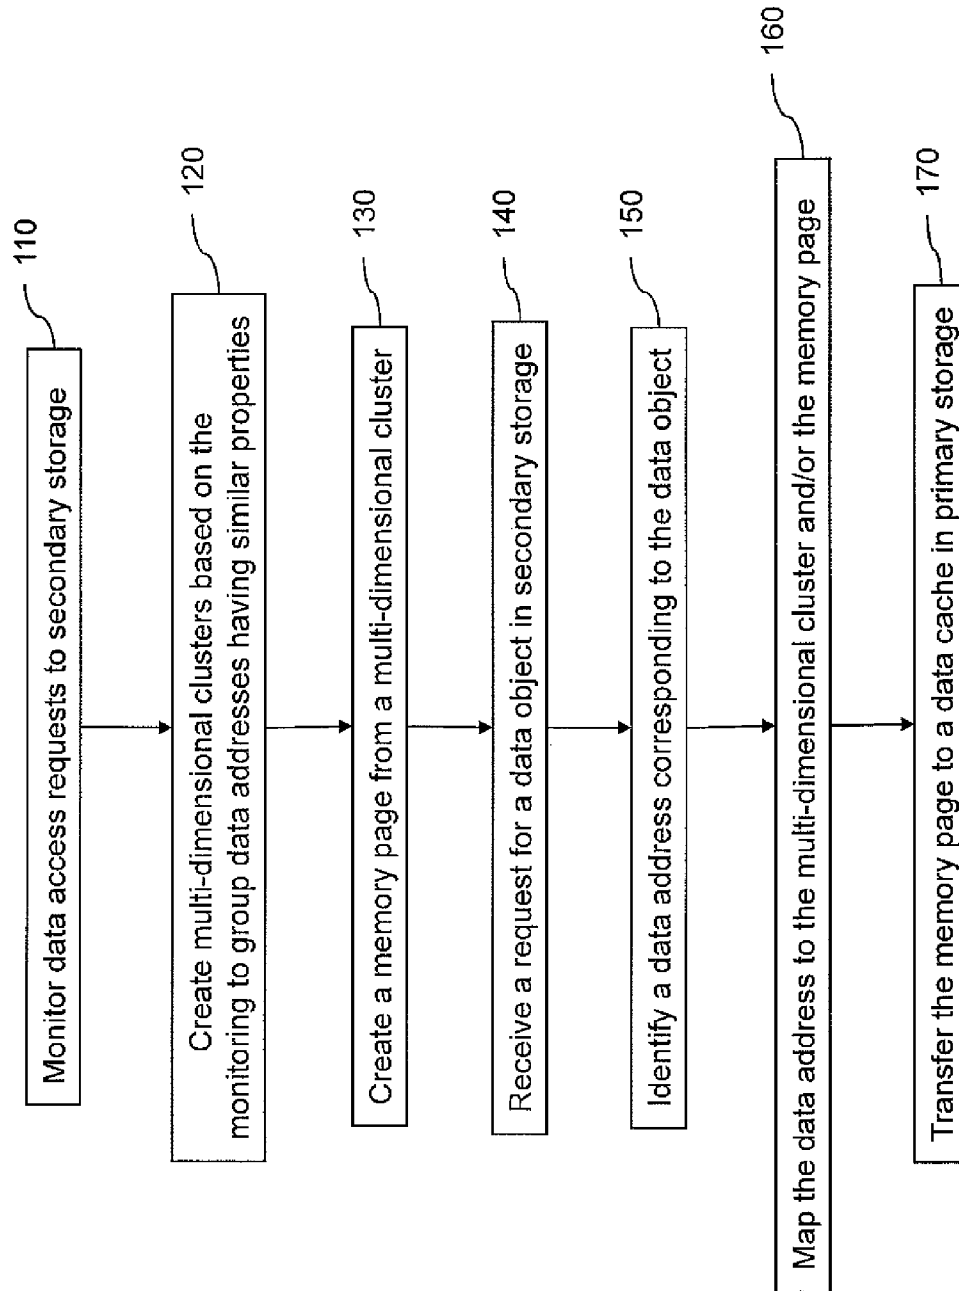 110
Monitor data access requests to secondary storage
120
Create multi-dimensional clusters based on the
monitoring to group data addresses having similar properties
130
Create a memory page from a multi-dimensional cluster
140
Receive a request for a data object in secondary storage
150
Identify a data address corresponding to the data object
160
Map the data address to the multi-dimensional cluster and/or the memory page
170
Transfer the memory page to a data cache in primary storage